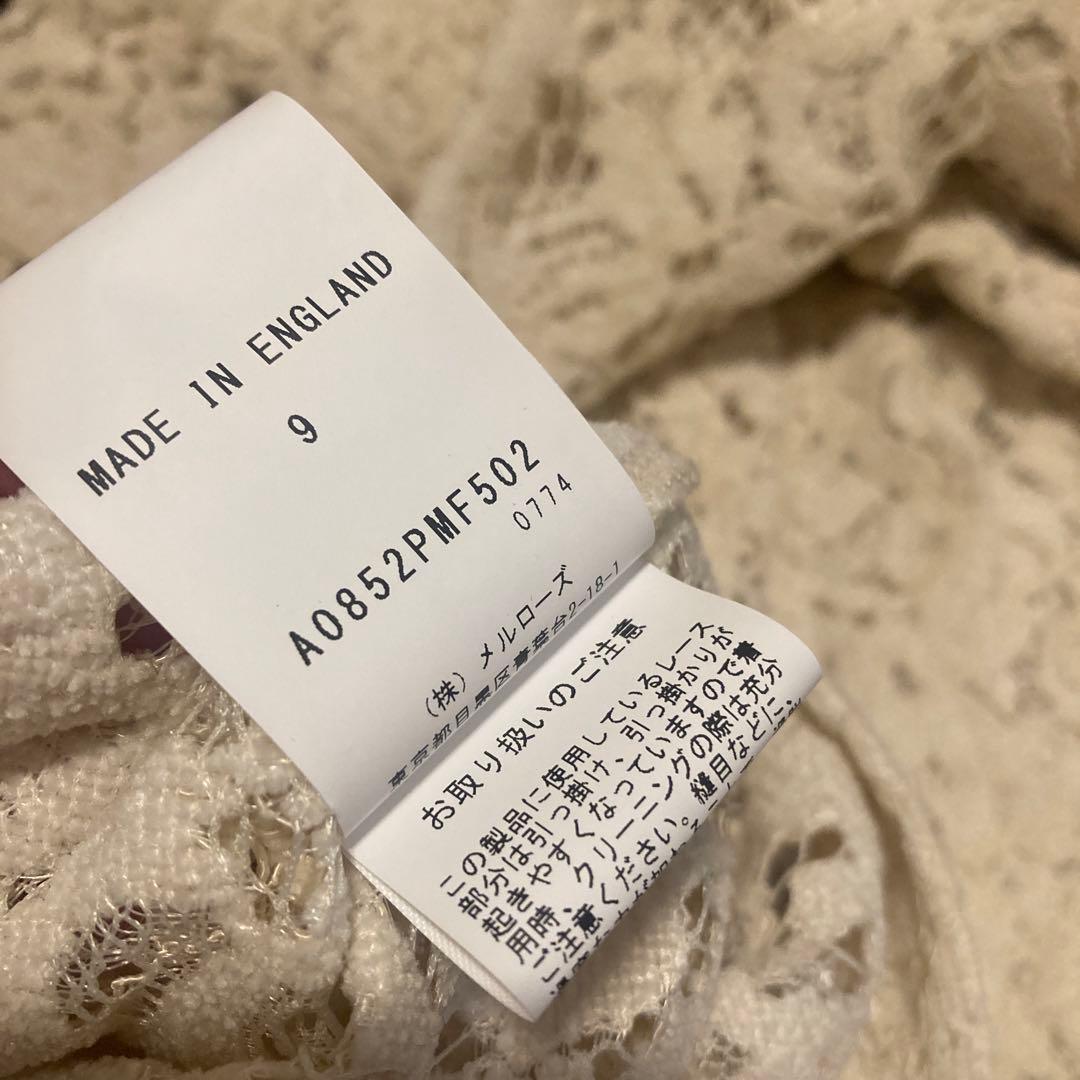 MADE IN ENGLAND
9
A0852PMF502
0774
(株) メルローズ
東京都目黒区青葉台2-18-1
お取り扱いのご注意
この製品に使用しているレース
部分は引っ掛け、引っ掛かりが
起きやすくなっていますので着
用時、クリーニングの際は充分
ご注意ください。縫目などに。